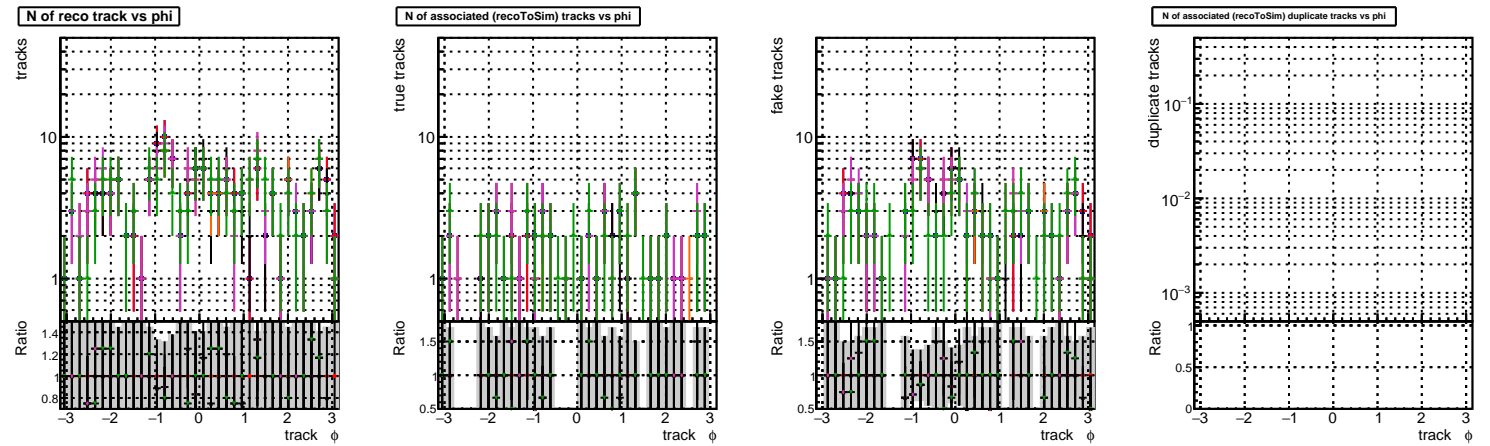 N of reco track vs phi
tracks
10
1
Ratio
1.4
1.2
1
0.8
−3 −2 −1 0 1 2 3
track φ
N of associated (recoToSim) tracks vs phi
true tracks
10
1
Ratio
1.5
1
0.5
−3 −2 −1 0 1 2 3
track φ
fake tracks
10
1
Ratio
1.5
1
0.5
−3 −2 −1 0 1 2 3
track φ
N of associated (recoToSim) duplicate tracks vs phi
duplicate tracks
10−1
10−2
10−3
Ratio
1
0.5
0
−3 −2 −1 0 1 2 3
track φ